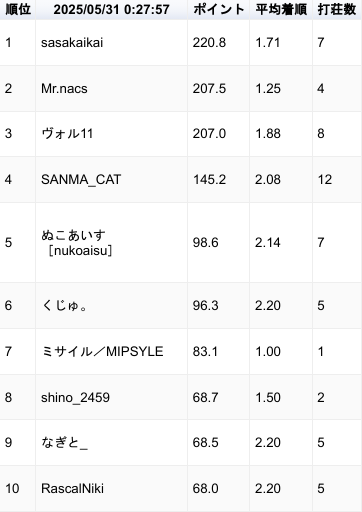 順位 2025/05/31 0:27:57 ポイント 平均着順 打荘数
1 sasakaikai 220.8 1.71 7
2 Mr.nacs 207.5 1.25 4
3 ヴォル11 207.0 1.88 8
4 SANMA_CAT 145.2 2.08 12
5 ぬこあいす
［nukoaisu］ 98.6 2.14 7
6 くじゅ。 96.3 2.20 5
7 ミサイル／MIPSYLE 83.1 1.00 1
8 shino_2459 68.7 1.50 2
9 なぎと_ 68.5 2.20 5
10 RascalNiki 68.0 2.20 5